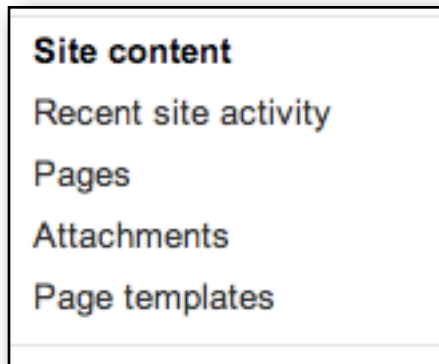 Site content
Recent site activity
Pages
Attachments
Page templates